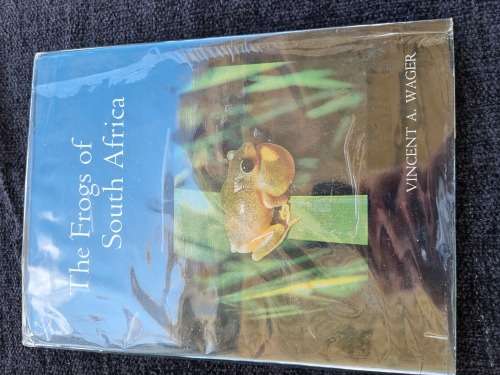 The Frogs of
South Africa
VINCENT A. WAGER